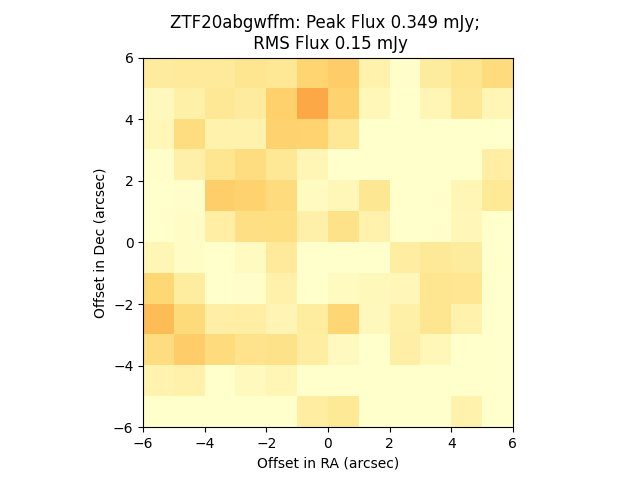 ZTF20abgwffm: Peak Flux 0.349 mJy;
RMS Flux 0.15 mJy
6
4
2
0
−2
−4
−6
Offset in Dec (arcsec)
−6 −4 −2 0 2 4 6
Offset in RA (arcsec)